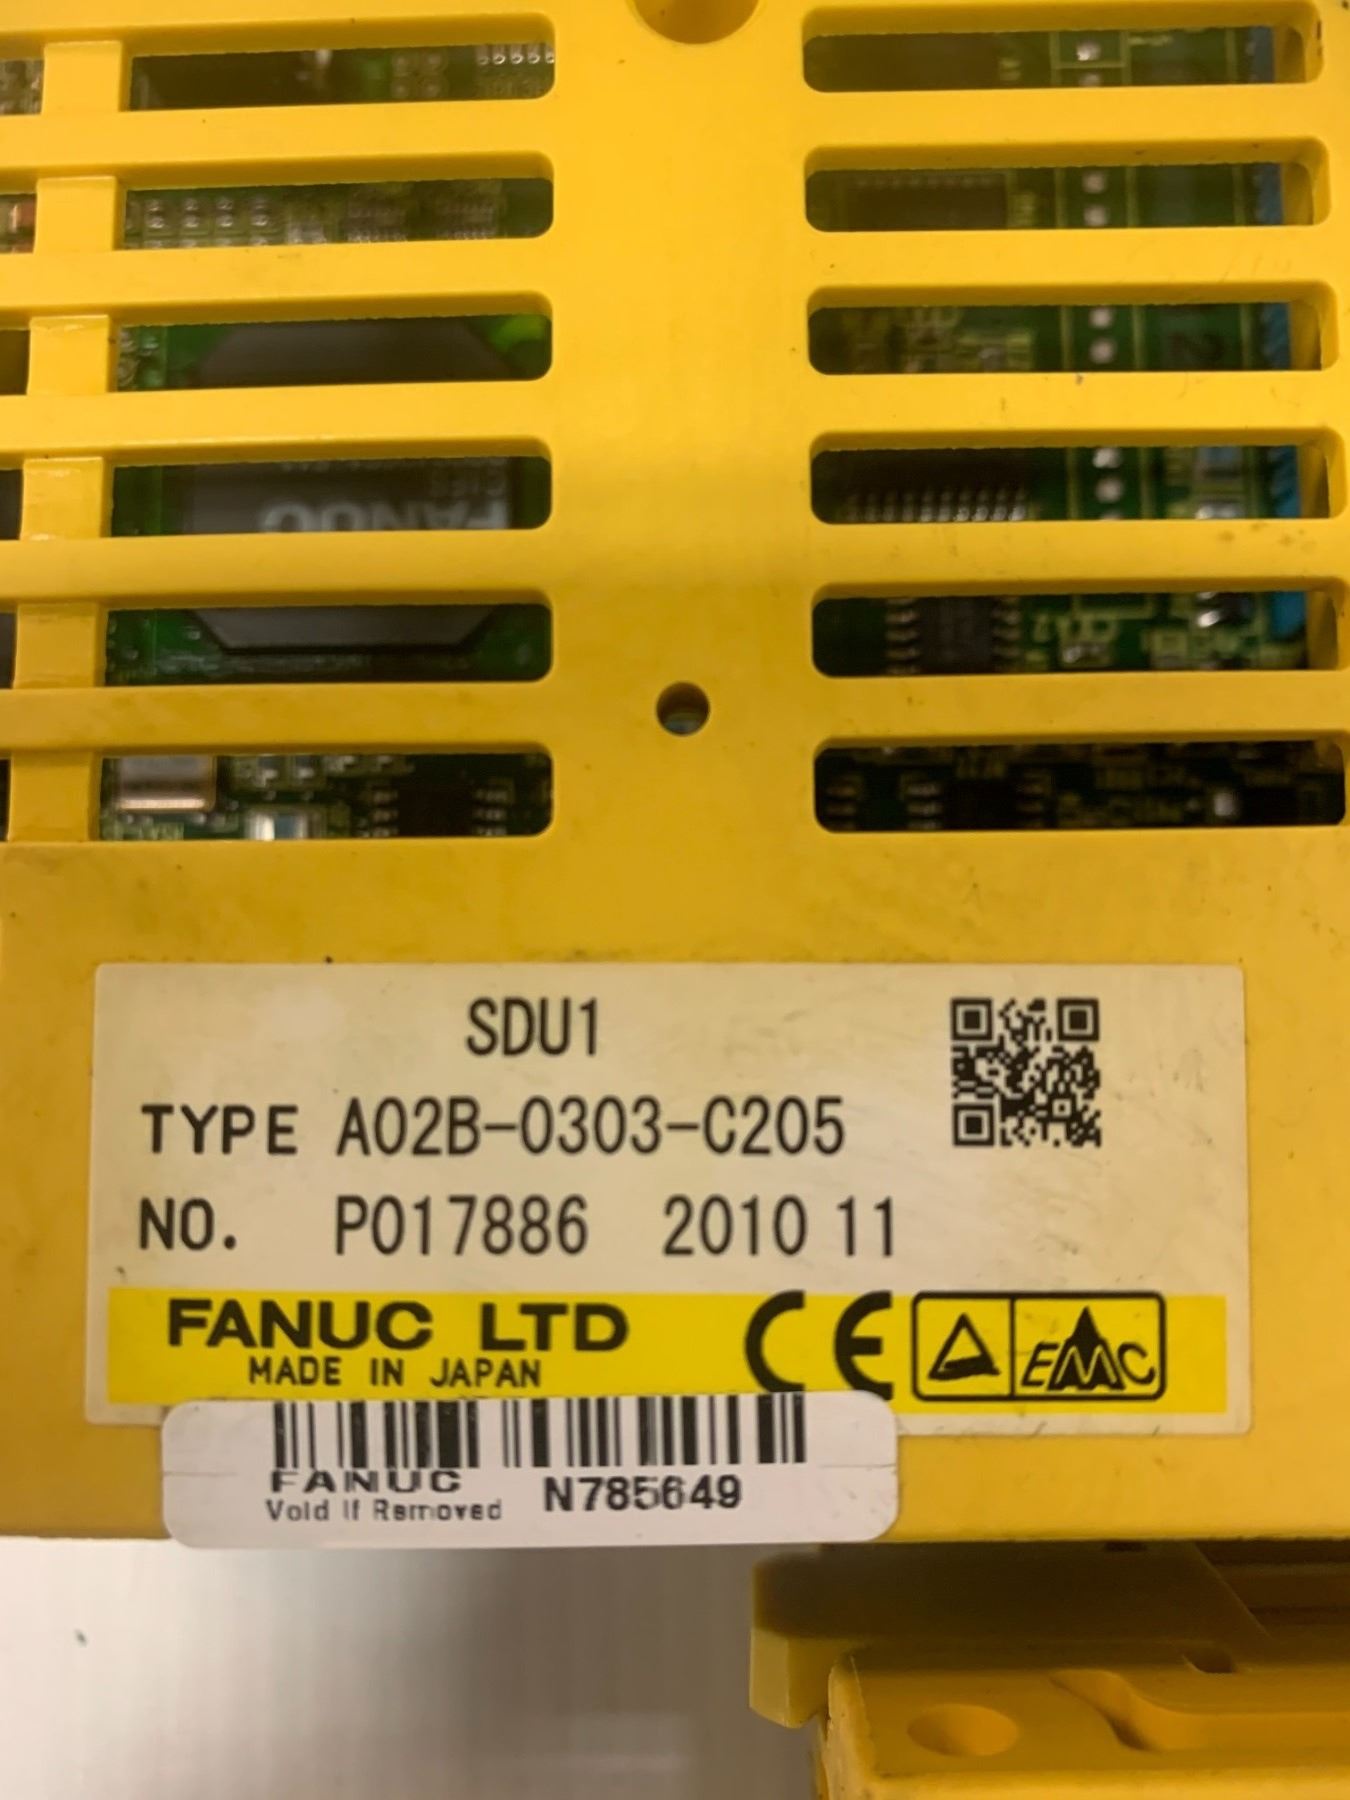 FANUC
SDU1
TYPE A02B-0303-C205
NO. P017886 2010 11
FANUC LTD
MADE IN JAPAN
CE EMC
FANUC
Void If Removed N785649